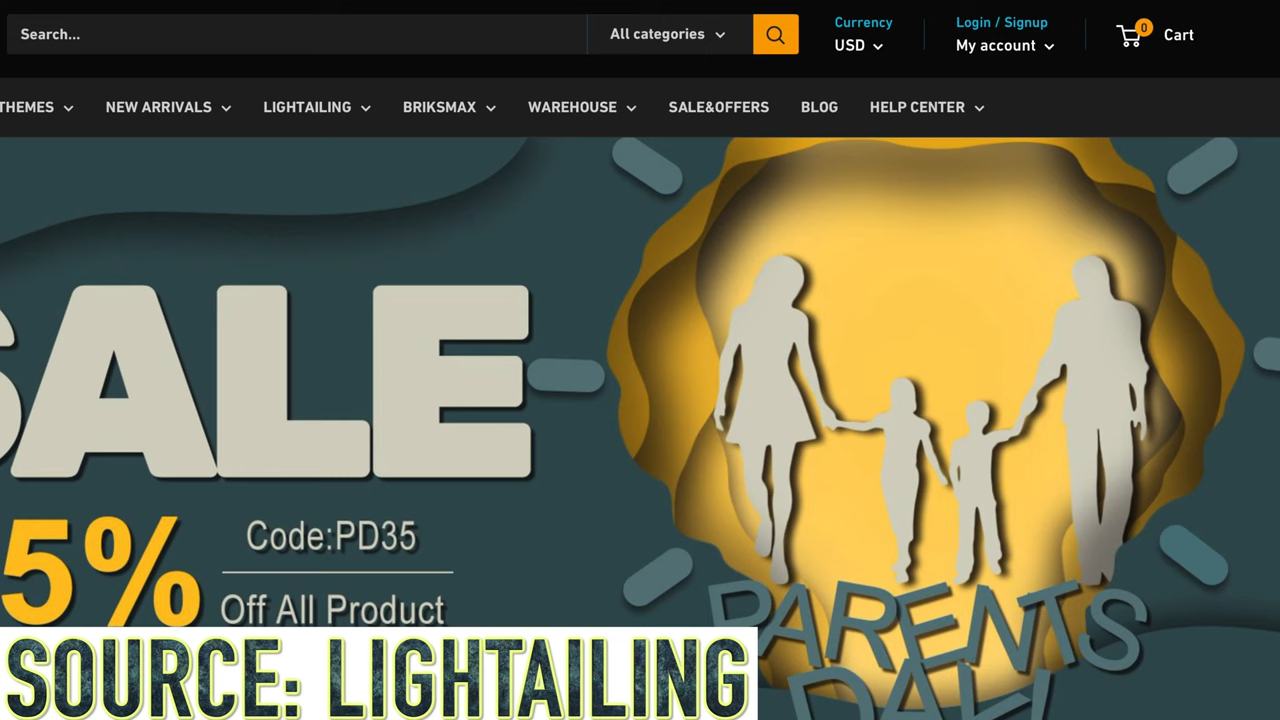 Search...
All categories
Currency
USD
Login / Signup
My account
0
Cart
THEMES
NEW ARRIVALS
LIGHTAILING
BRIKSMAX
WAREHOUSE
SALE&OFFERS
BLOG
HELP CENTER
SALE
5%
Code:PD35
Off All Product
PARENTS
DAY
SOURCE: LIGHTAILING